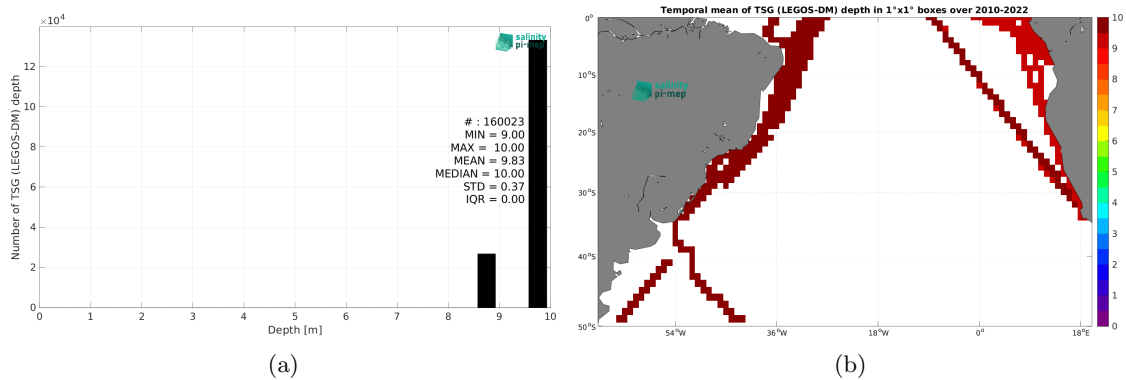 ×10⁴
12
10
8
6
4
2
0
Number of TSG (LEGOS-DM) depth
salinity
pi-mep
# : 160023
MIN = 9.00
MAX = 10.00
MEAN = 9.83
MEDIAN = 10.00
STD = 0.37
IQR = 0.00
0 1 2 3 4 5 6 7 8 9 10
Depth [m]
(a)
Temporal mean of TSG (LEGOS-DM) depth in 1°x1° boxes over 2010-2022
0°
10°S
20°S
30°S
40°S
50°S
salinity
pi-mep
54°W 36°W 18°W 0° 18°E
10
9
8
7
6
5
4
3
2
1
0
(b)